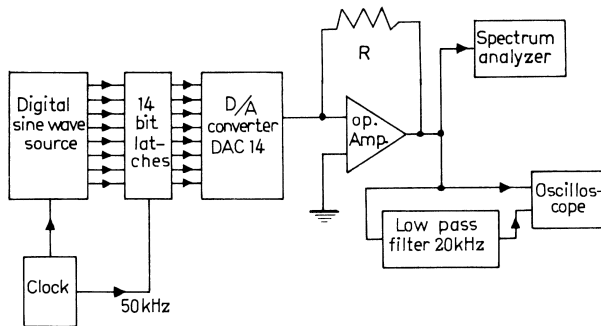 Digital
sine wave
source
14
bit
lat-
ches
D/A
converter
DAC 14
R
op.
Amp.
Spectrum
analyzer
Oscillos-
cope
Low pass
filter 20kHz
Clock
50kHz